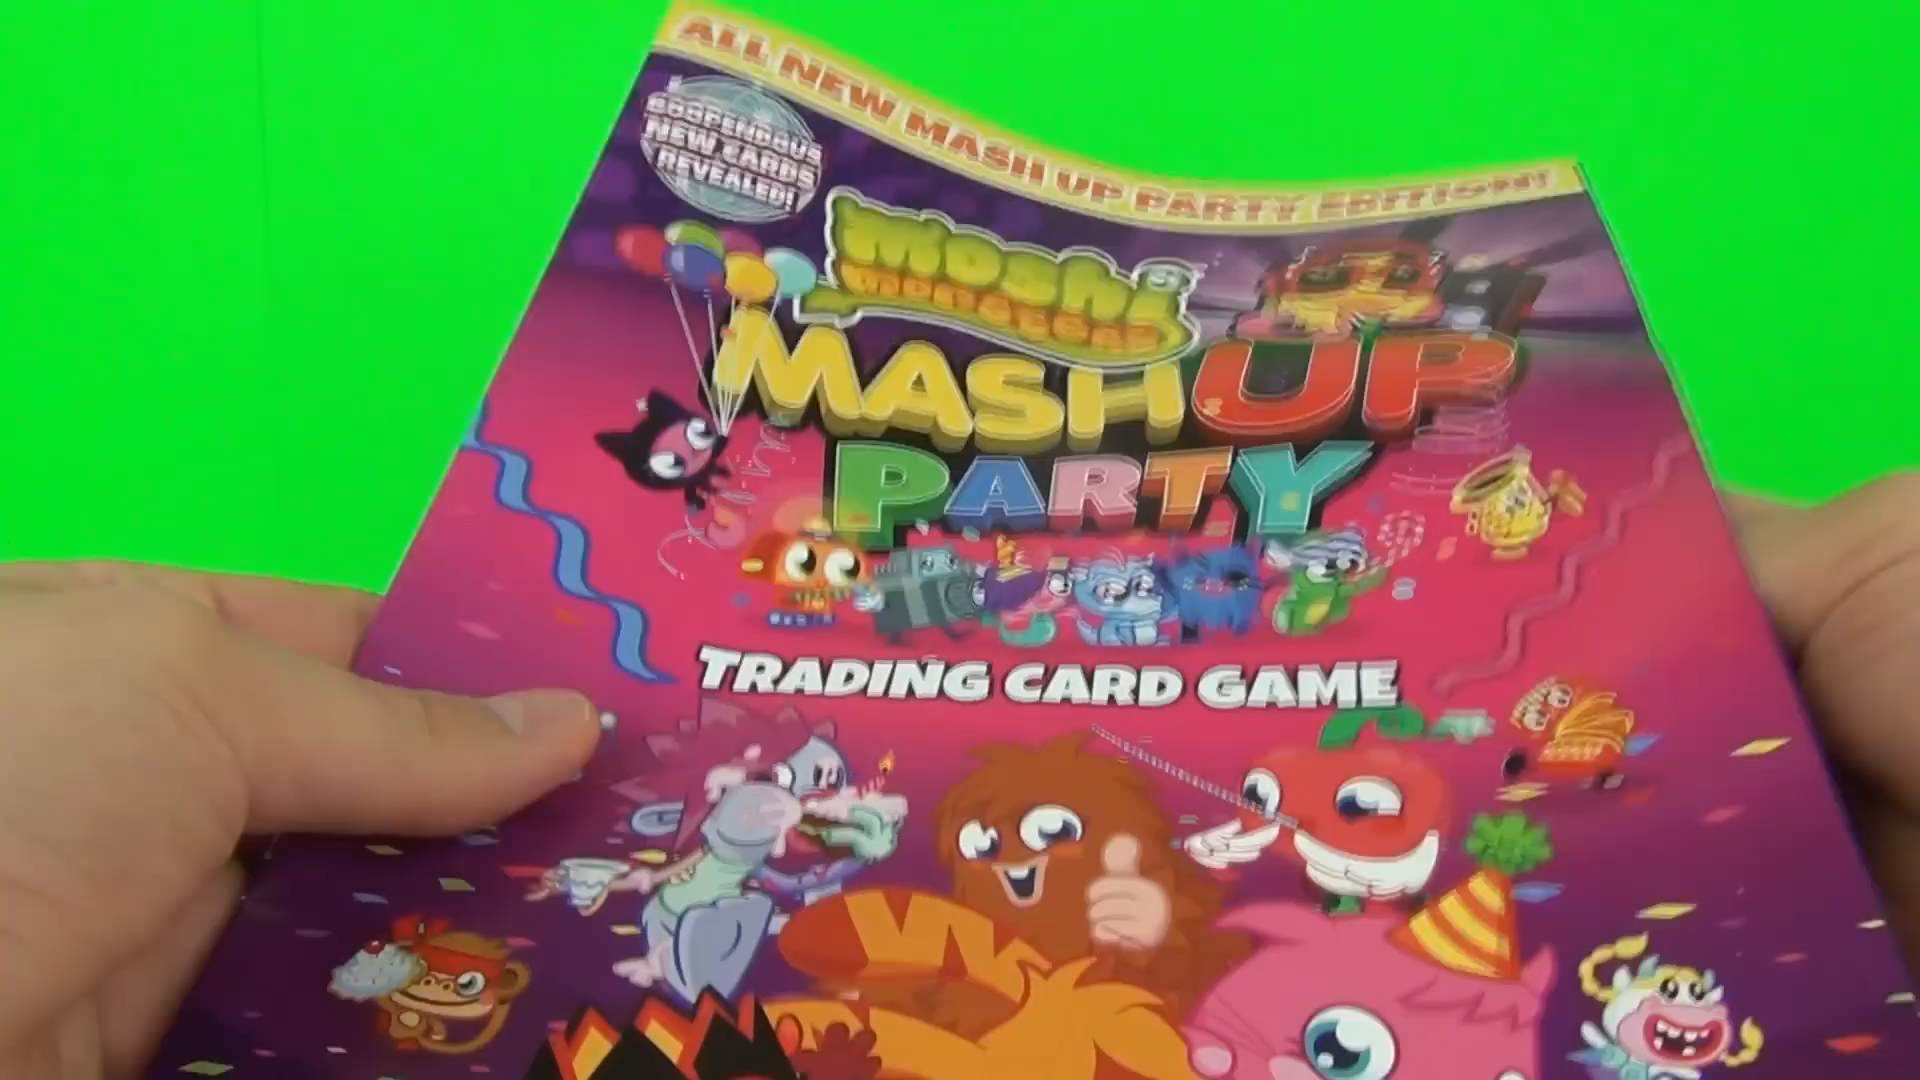 ALL NEW MASH UP PARTY EDITION!
GOOPENDOUS
NEW CARDS
REVEALED!
Moshi
monsters
MASH UP
PARTY
TRADING CARD GAME